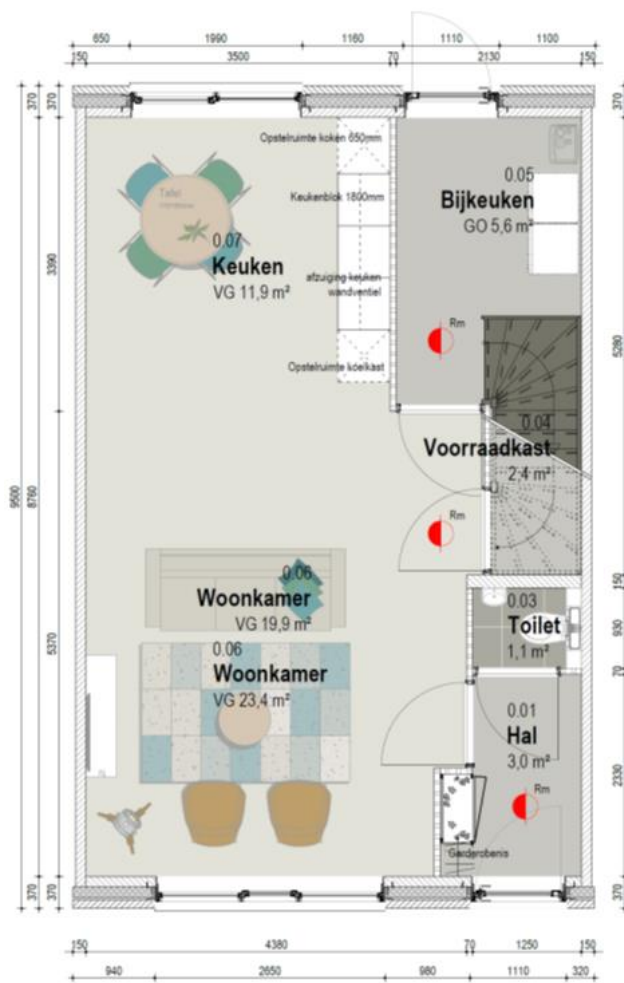 650 1990 1160 1110 1100
150 3500 70 2130 150
370 370 370
Opstelruimte koken 650mm
0.05
Bijkeuken
GO 5,6 m²
Keukenblok 1800mm
Tafel
0.07
Keuken
VG 11,9 m²
3390
afzuiging keuken
wandventiel
Rm
5280
Opstelruimte koelkast
0.04
Voorraadkast
2,4 m²
9500 8760
Rm
0.06
Woonkamer
VG 19,9 m²
150
0.03
Toilet
1,1 m²
930
5370
0.06
Woonkamer
VG 23,4 m²
70
0.01
Hal
3,0 m²
2330
Rm
Garderobenis
370 370 370
150 4380 70 1250 150
940 2650 980 1110 320